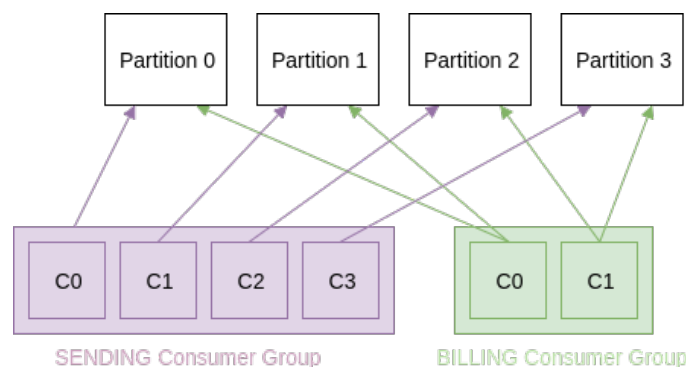 Partition 0
Partition 1
Partition 2
Partition 3
C0
C1
C2
C3
C0
C1
SENDING Consumer Group
BILLING Consumer Group